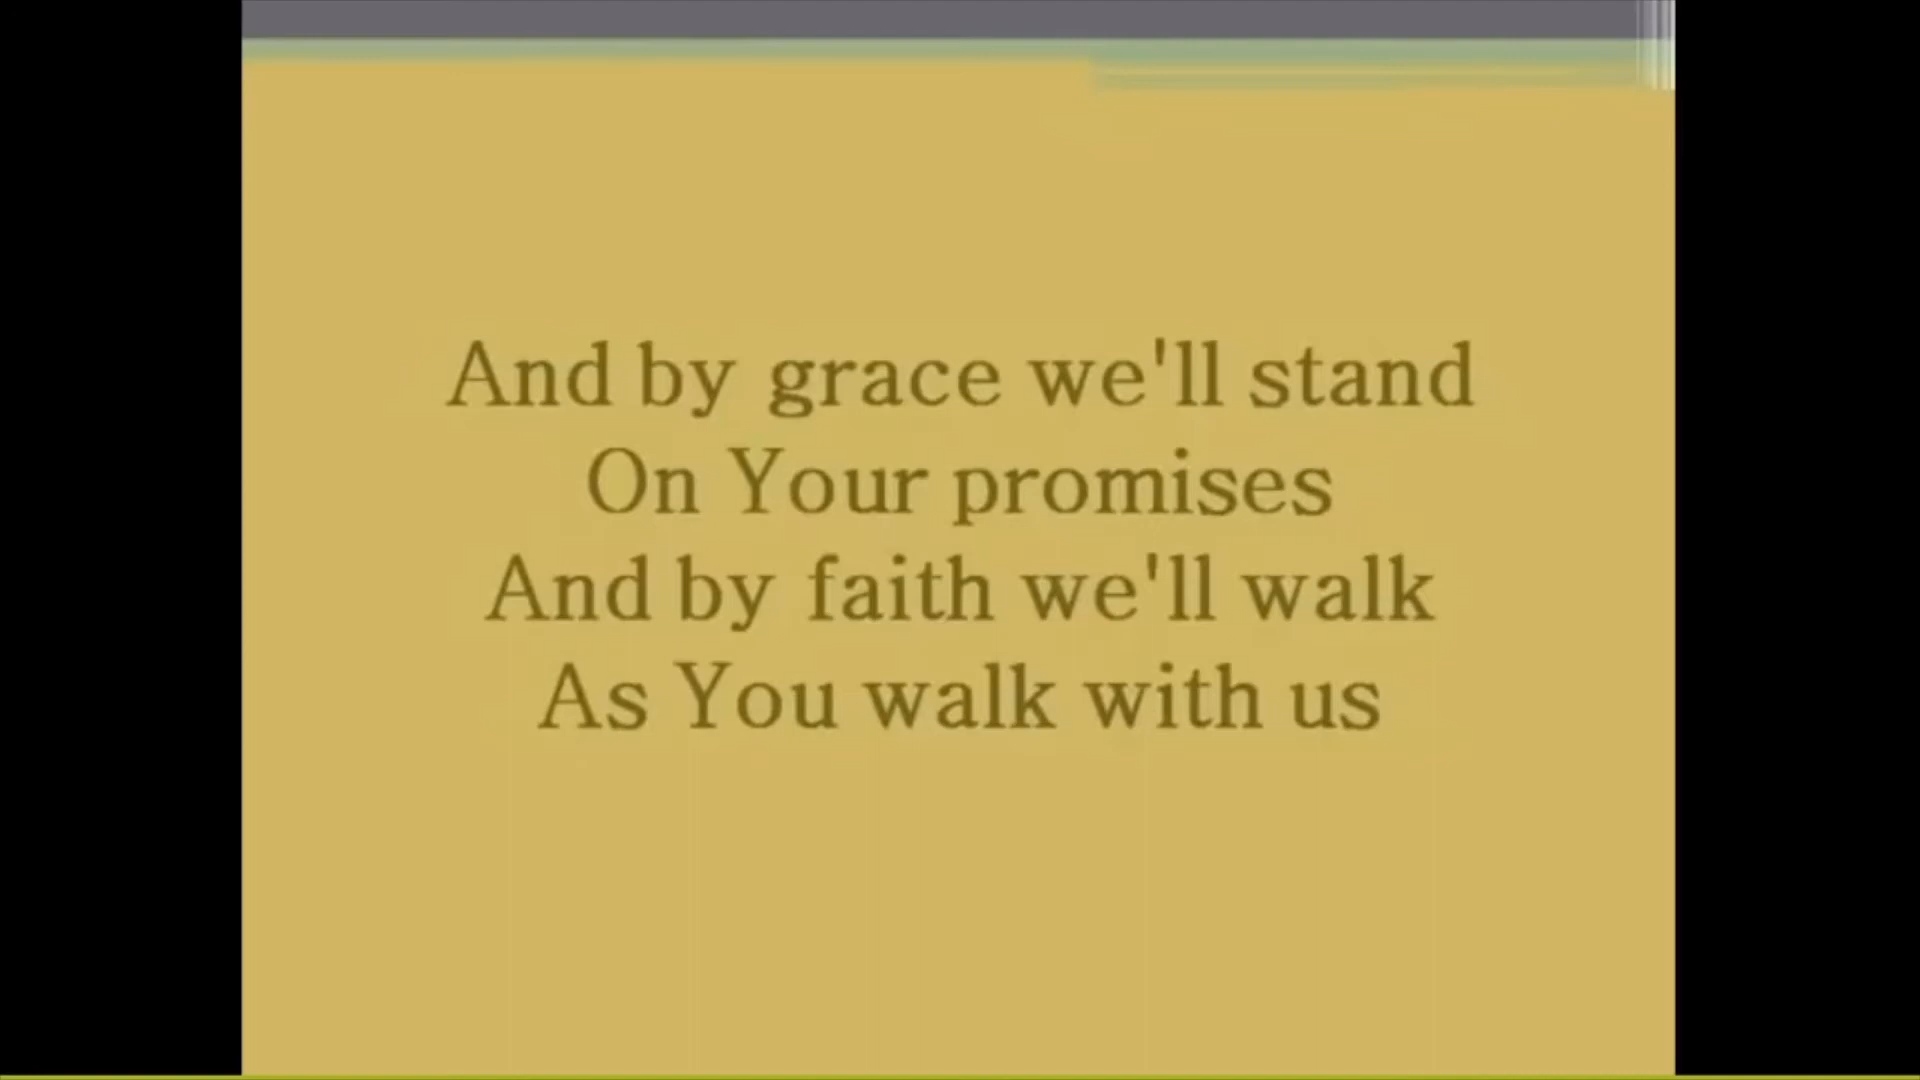 And by grace we'll stand
On Your promises
And by faith we'll walk
As You walk with us